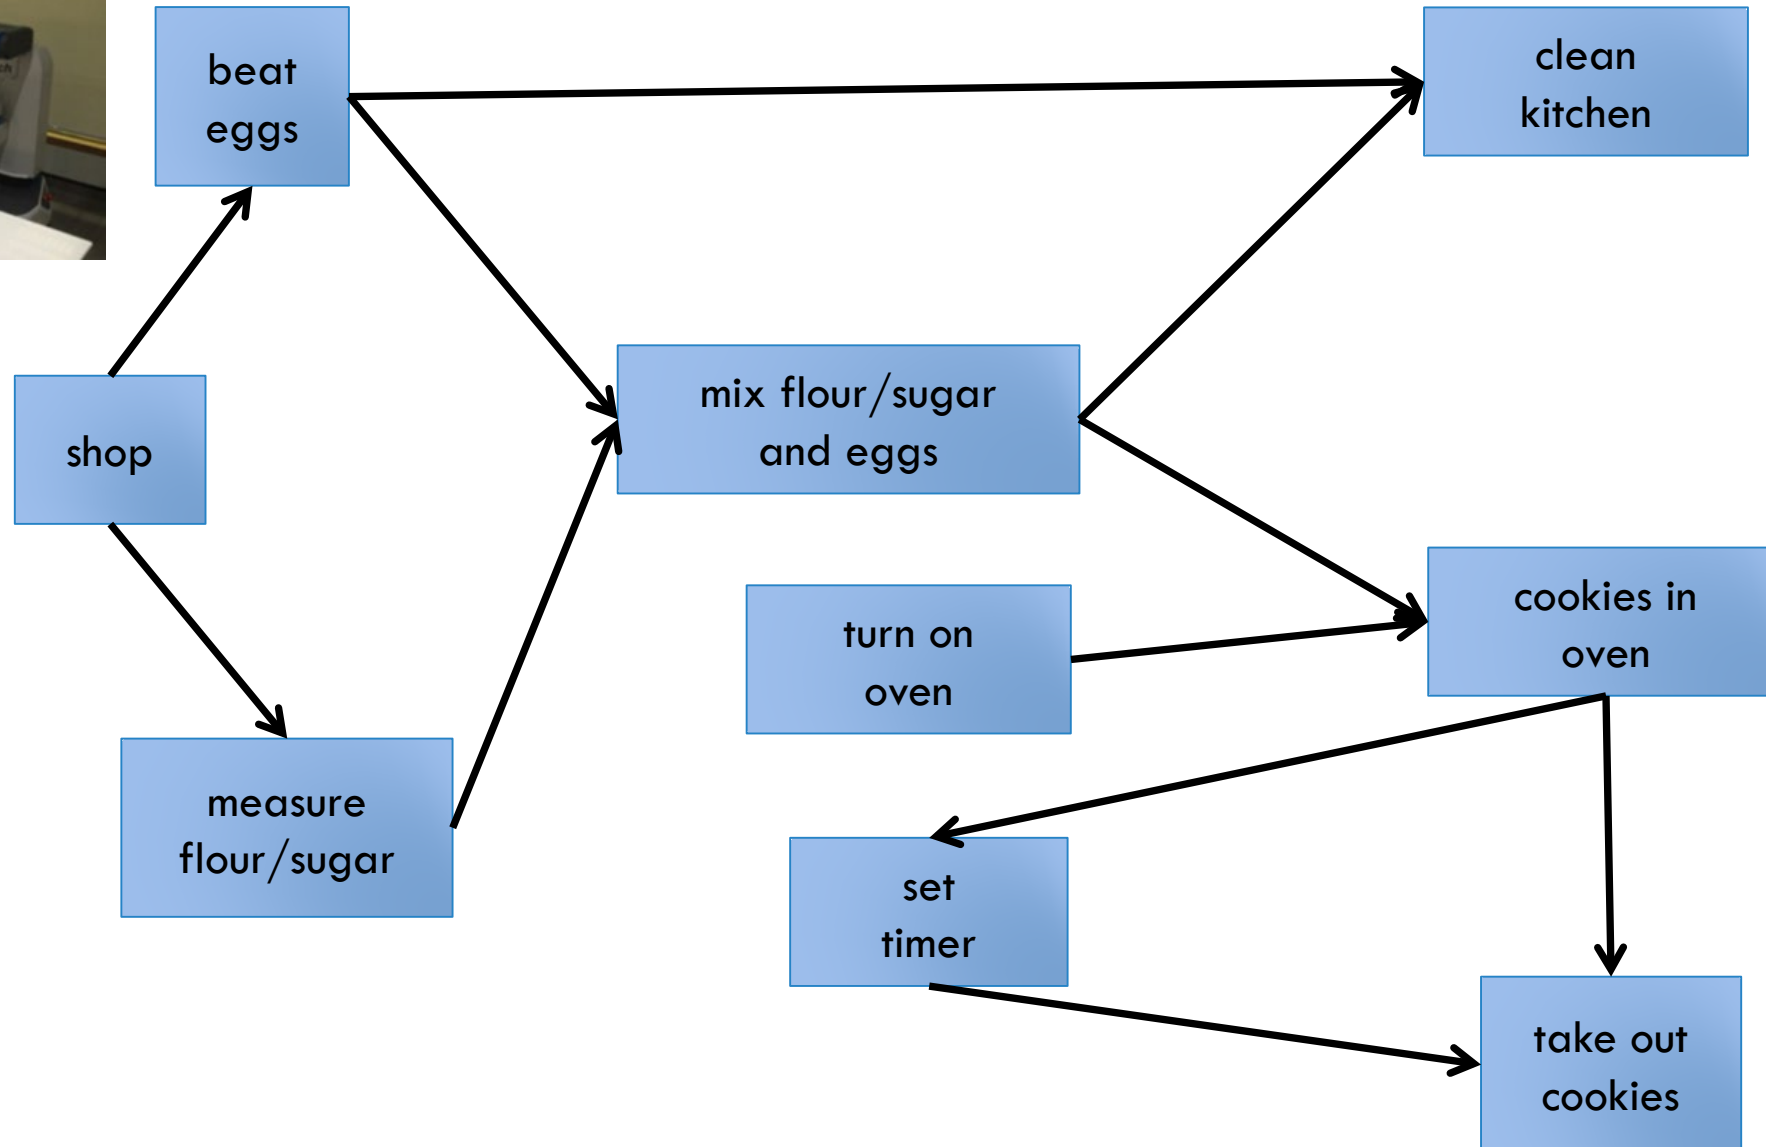 beat
eggs
clean
kitchen
shop
mix flour/sugar
and eggs
turn on
oven
cookies in
oven
measure
flour/sugar
set
timer
take out
cookies